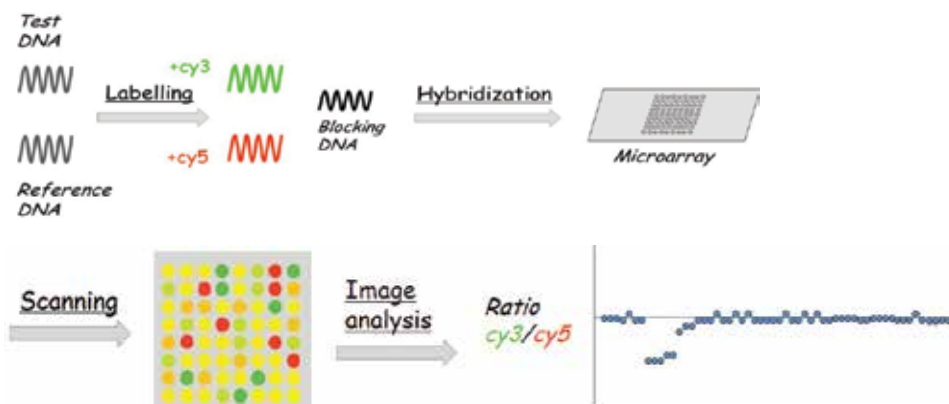 Test
DNA
+cy3
Labelling
Hybridization
Blocking
DNA
+cy5
Microarray
Reference
DNA
Scanning
Image
analysis
Ratio
cy3/cy5